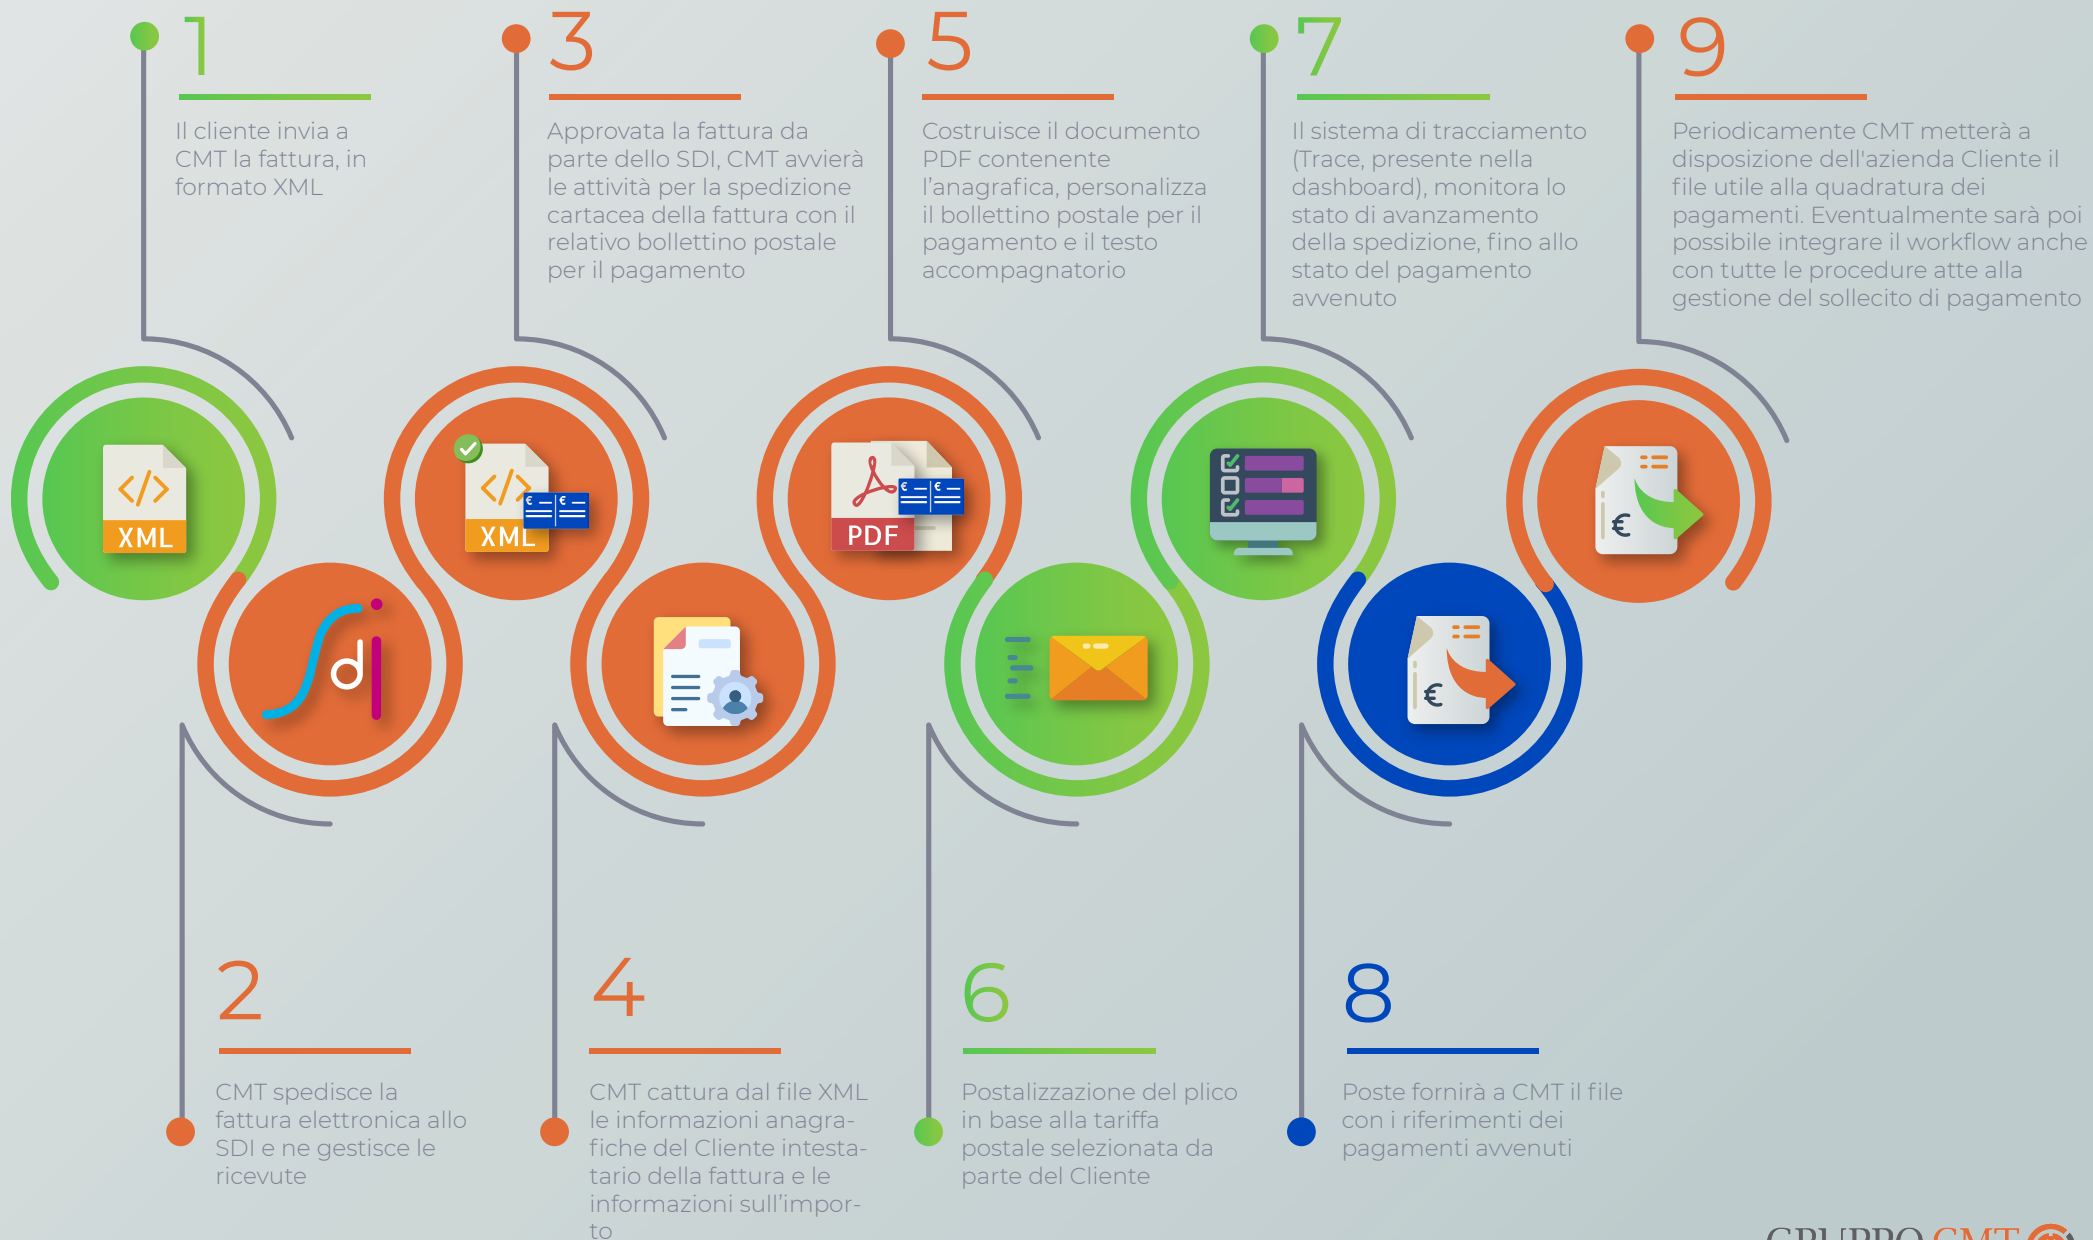 1
Il cliente invia a
CMT la fattura, in
formato XML
3
Approvata la fattura da
parte dello SDI, CMT avvierà
le attività per la spedizione
cartacea della fattura con il
relativo bollettino postale
per il pagamento
5
Costruisce il documento
PDF contenente
l’anagrafica, personalizza
il bollettino postale per il
pagamento e il testo
accompagnatorio
7
Il sistema di tracciamento
(Trace, presente nella
dashboard), monitora lo
stato di avanzamento
della spedizione, fino allo
stato del pagamento
avvenuto
9
Periodicamente CMT metterà a
disposizione dell'azienda Cliente il
file utile alla quadratura dei
pagamenti. Eventualmente sarà poi
possibile integrare il workflow anche
con tutte le procedure atte alla
gestione del sollecito di pagamento
</>
XML
</>
XML
€ €
PDF
€ €
€
sdi
€
2
CMT spedisce la
fattura elettronica allo
SDI e ne gestisce le
ricevute
4
CMT cattura dal file XML
le informazioni anagra-
fiche del Cliente intesta-
tario della fattura e le
informazioni sull’impor-
to
6
Postalizzazione del plico
in base alla tariffa
postale selezionata da
parte del Cliente
8
Poste fornirà a CMT il file
con i riferimenti dei
pagamenti avvenuti
GRUPPO CMT